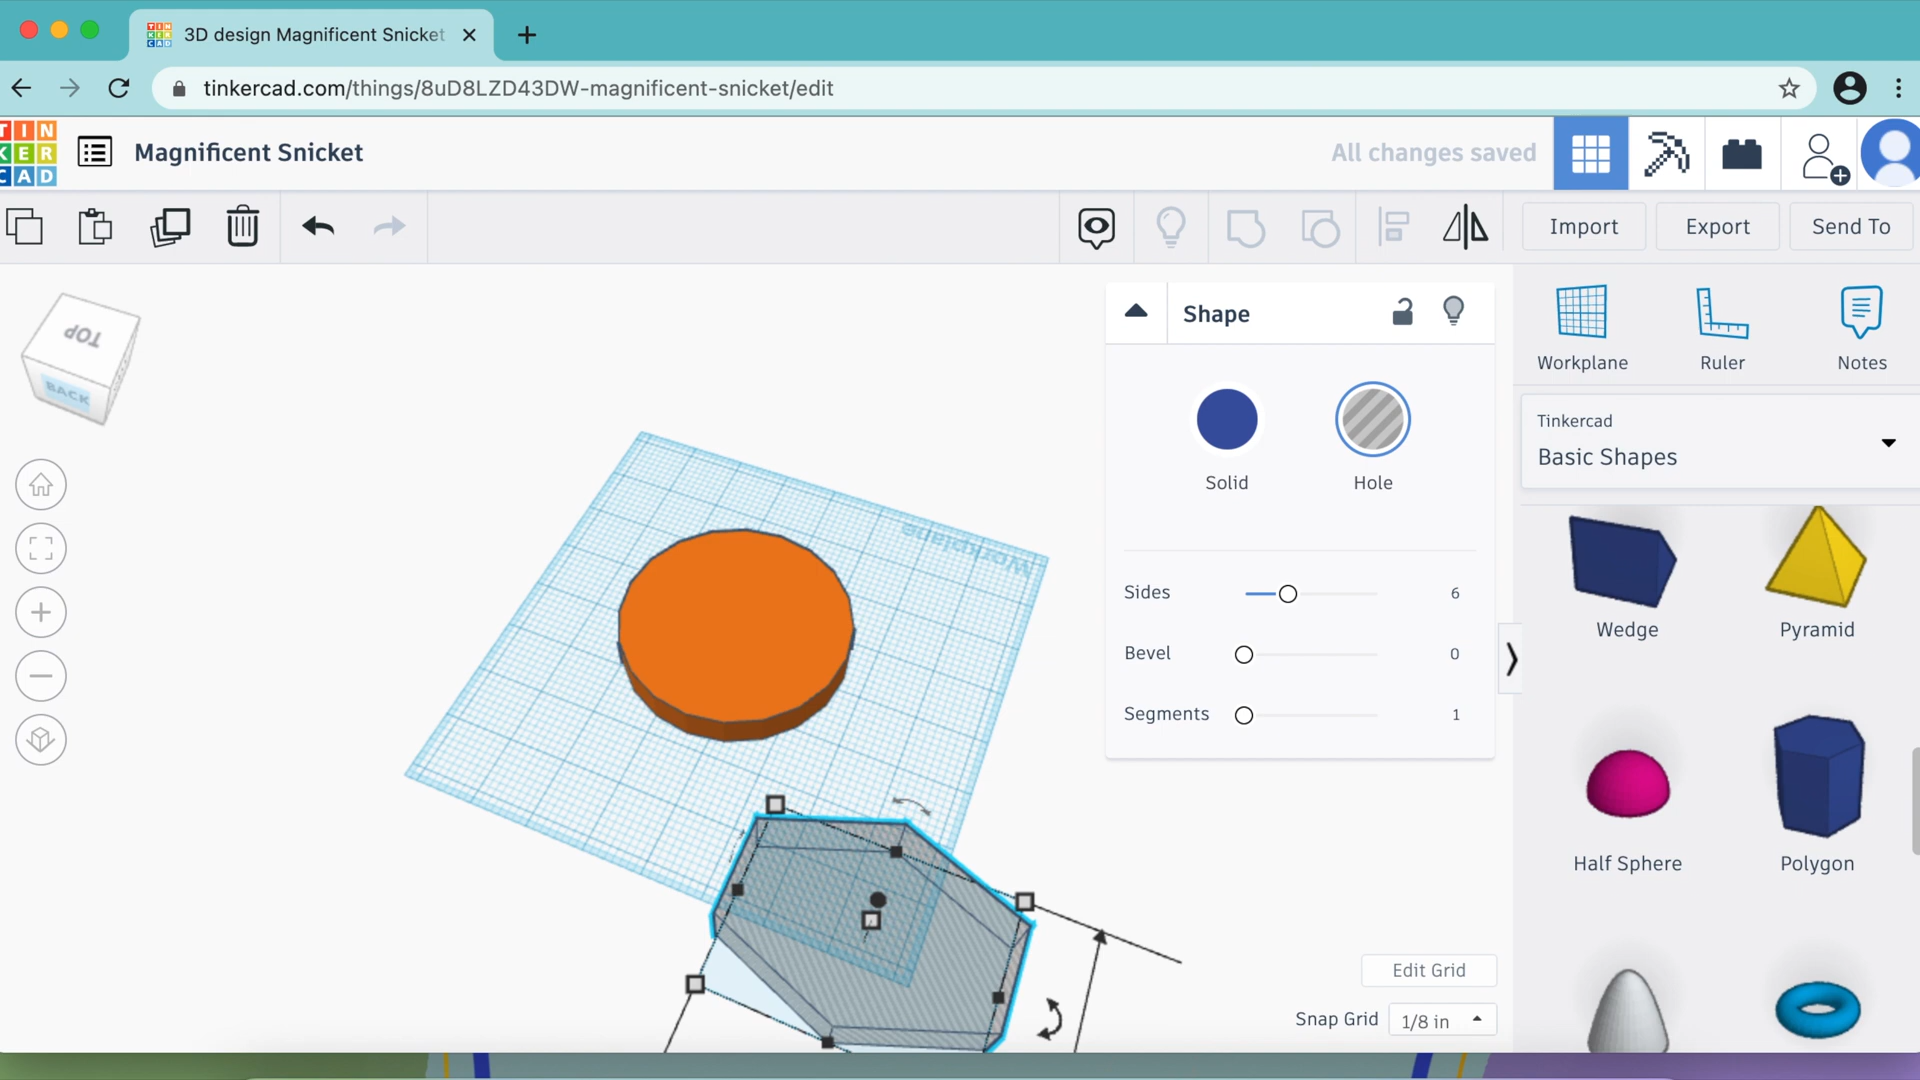 3D design Magnificent Snicket
tinkercad.com/things/8uD8LZD43DW-magnificent-snicket/edit
TIN
KER
CAD
Magnificent Snicket
All changes saved
Import
Export
Send To
TOP
BACK
Workplane
Shape
Solid
Hole
Sides
6
Bevel
0
Segments
1
Edit Grid
Snap Grid
1/8 in
Workplane
Ruler
Notes
Tinkercad
Basic Shapes
Wedge
Pyramid
Half Sphere
Polygon